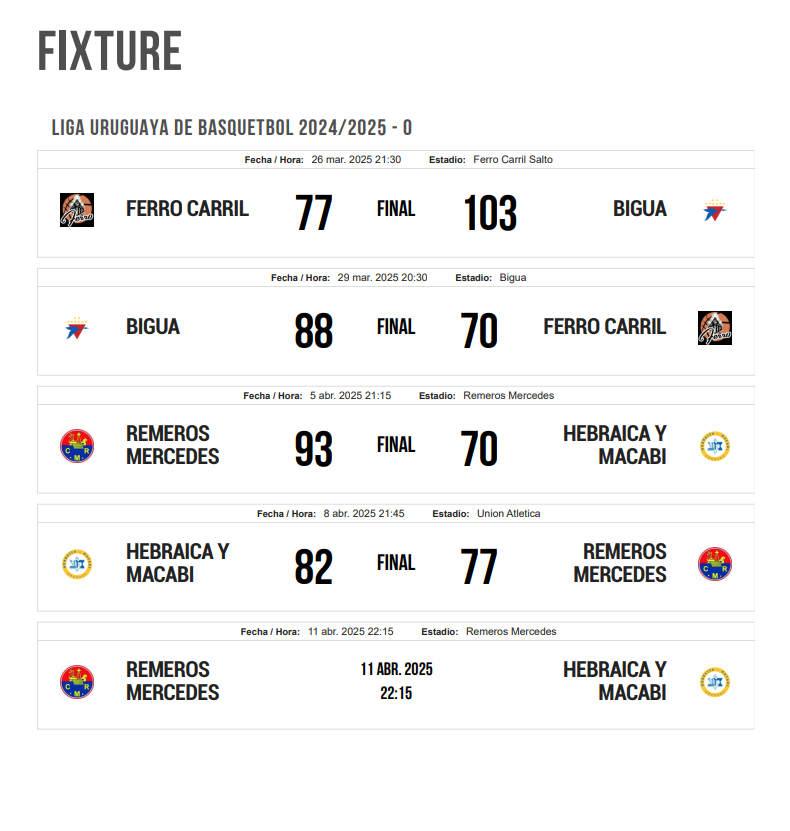 FIXTURE
LIGA URUGUAYA DE BASQUETBOL 2024/2025 - 0
Fecha / Hora: 26 mar. 2025 21:30 Estadio: Ferro Carril Salto
FERRO CARRIL 77 FINAL 103 BIGUA
Fecha / Hora: 29 mar. 2025 20:30 Estadio: Bigua
BIGUA 88 FINAL 70 FERRO CARRIL
Fecha / Hora: 5 abr. 2025 21:15 Estadio: Remeros Mercedes
REMEROS MERCEDES 93 FINAL 70 HEBRAICA Y MACABI
Fecha / Hora: 8 abr. 2025 21:45 Estadio: Union Atletica
HEBRAICA Y MACABI 82 FINAL 77 REMEROS MERCEDES
Fecha / Hora: 11 abr. 2025 22:15 Estadio: Remeros Mercedes
REMEROS MERCEDES 11 ABR. 2025 22:15 HEBRAICA Y MACABI